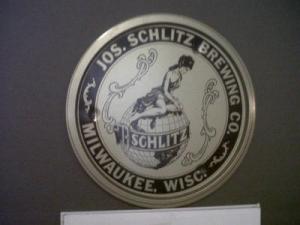 JOS. SCHLITZ BREWING CO.
SCHLITZ
MILWAUKEE, WISC.